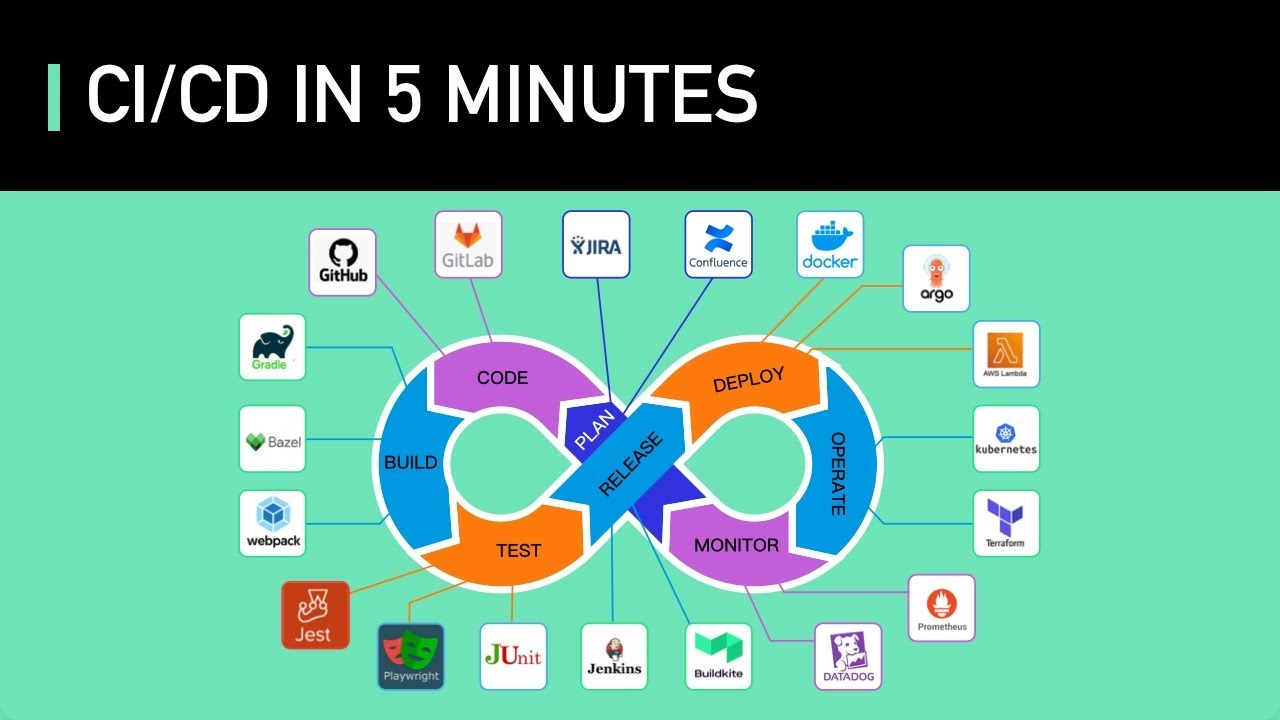 CI/CD IN 5 MINUTES
GitHub
GitLab
JIRA
Confluence
docker
argo
Gradle
AWS Lambda
CODE
DEPLOY
PLAN
Bazel
BUILD
RELEASE
OPERATE
kubernetes
webpack
TEST
MONITOR
Terraform
Jest
Playwright
JUnit
Jenkins
Buildkite
DATADOG
Prometheus